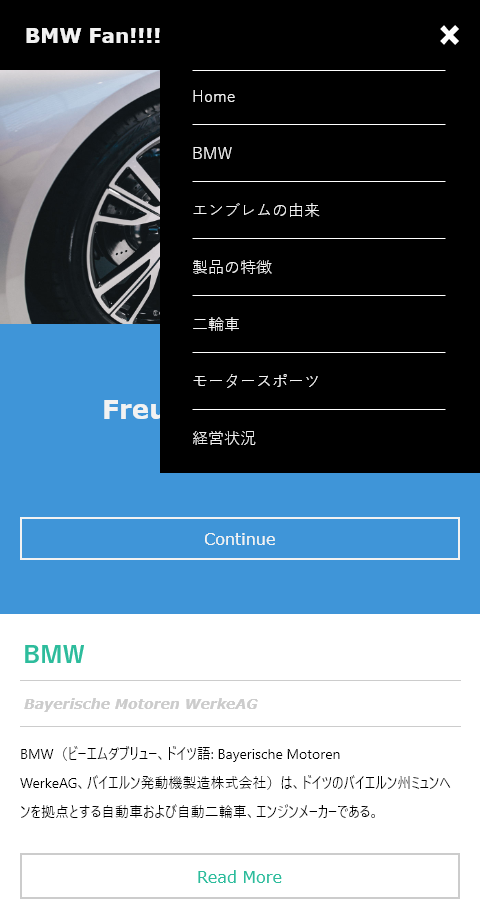 BMW Fan!!!!
Home
BMW
エンブレムの由来
製品の特徴
二輪車
モータースポーツ
経営状況
Continue
BMW
Bayerische Motoren WerkeAG
BMW（ビーエムダブリュー、ドイツ語: Bayerische Motoren
WerkeAG、バイエルン発動機製造株式会社）は、ドイツのバイエルン州ミュンヘ
ンを拠点とする自動車および自動二輪車、エンジンメーカーである。
Read More